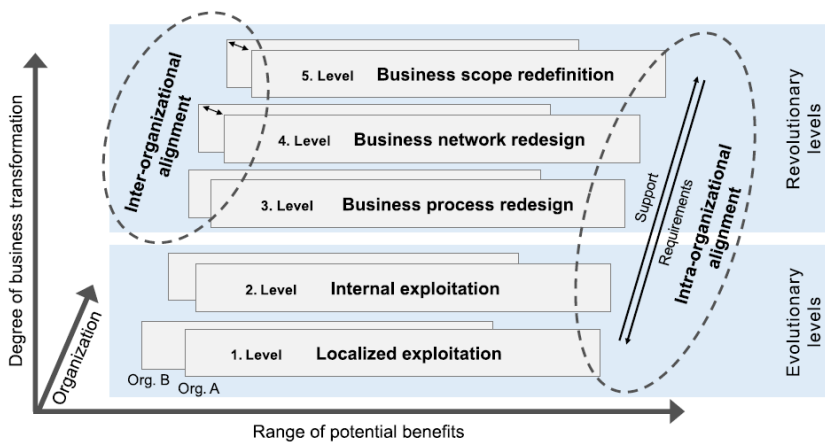 Degree of business transformation
Organization
Range of potential benefits
Inter-organizational
alignment
5. Level Business scope redefinition
4. Level Business network redesign
3. Level Business process redesign
2. Level Internal exploitation
1. Level Localized exploitation
Org. B
Org. A
Support
Requirements
Intra-organizational
alignment
Revolutionary
levels
Evolutionary
levels